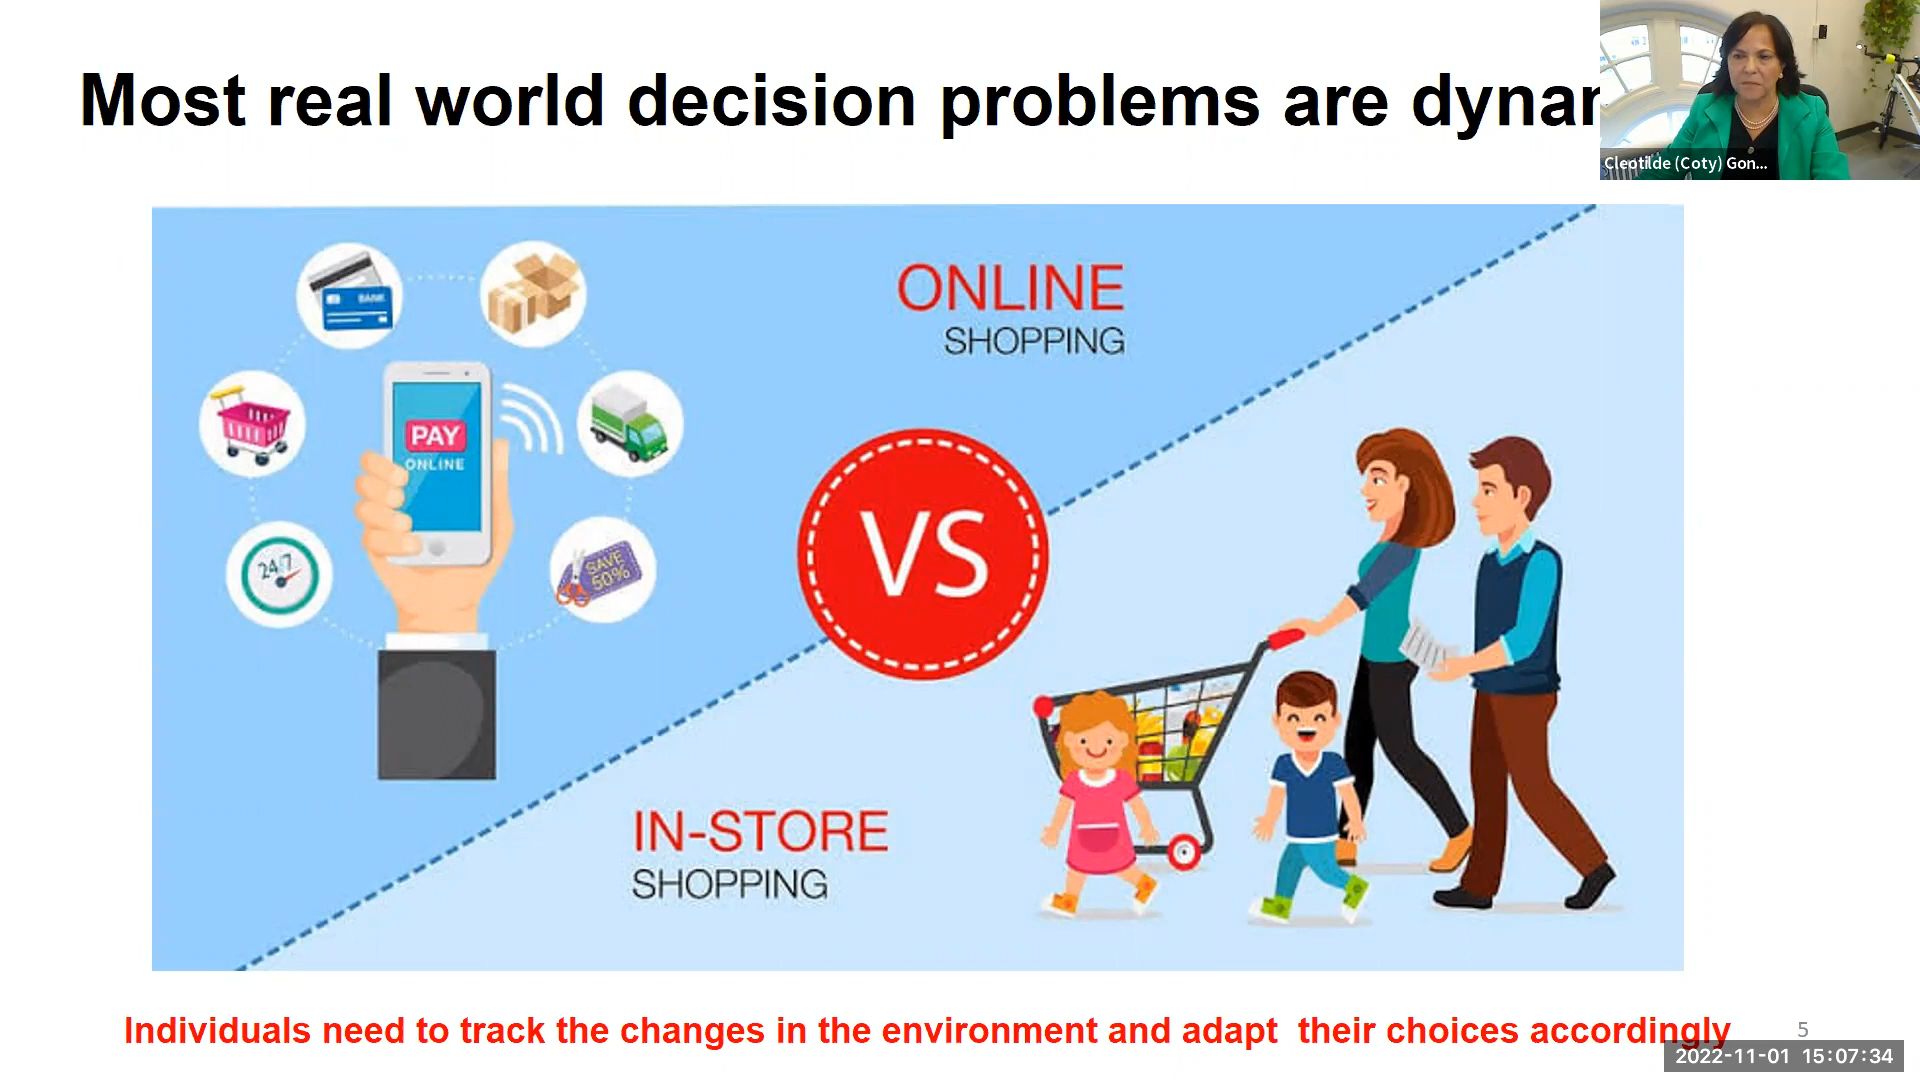 Most real world decision problems are dynar
Cleotilde (Coty) Gon...
BANK
ONLINE
SHOPPING
PAY
ONLINE
VS
24/7
SAVE
50%
IN-STORE
SHOPPING
Individuals need to track the changes in the environment and adapt  their choices accordingly
5
2022-11-01 15:07:34